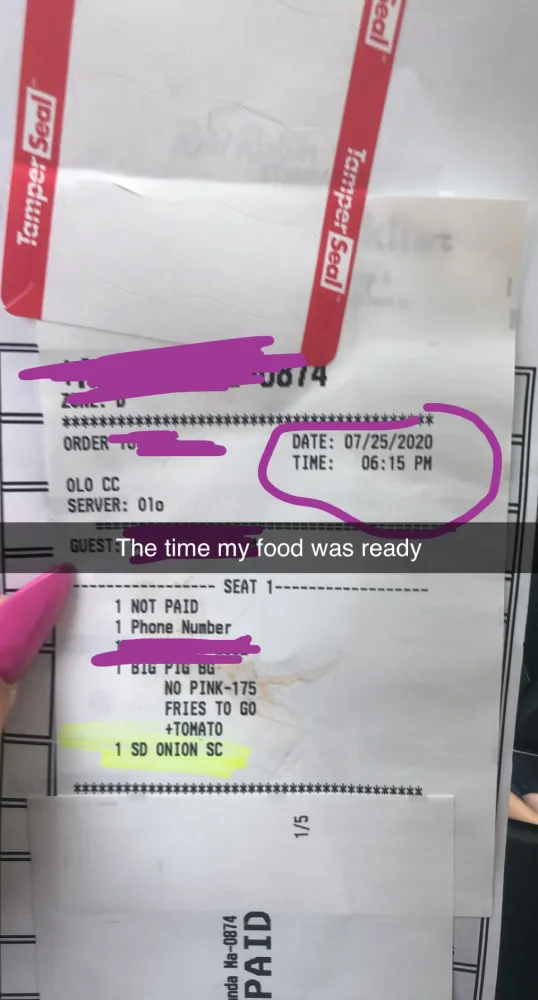 Seal
Tamper Seal
Tamper Seal
0874
*****************************************
ORDER
DATE: 07/25/2020
TIME: 06:15 PM
OLO CC
SERVER: Olo
GUEST:
The time my food was ready
----------------- SEAT 1------------------
1 NOT PAID
1 Phone Number
1 BIG PIG BG
NO PINK-175
FRIES TO GO
+TOMATO
1 SD ONION SC
*****************************************
1/5
nda Ma-0874
PAID